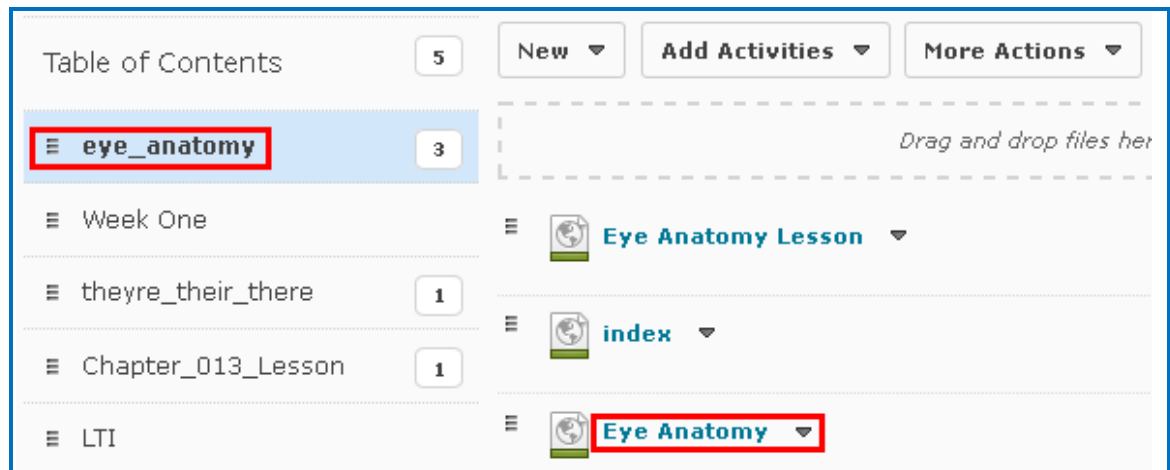 Table of Contents 5
eye_anatomy 3
Week One
theyre_their_there 1
Chapter_013_Lesson 1
LTI
New Add Activities More Actions
Drag and drop files her
Eye Anatomy Lesson
index
Eye Anatomy